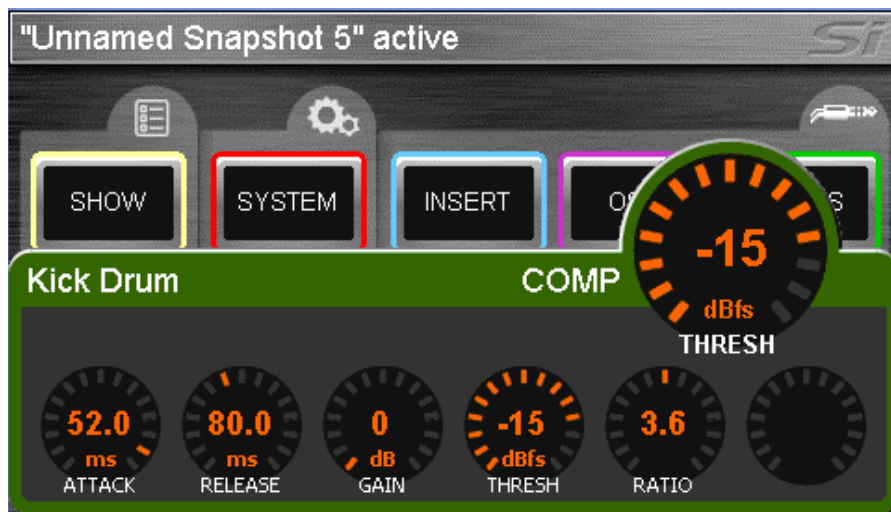 "Unnamed Snapshot 5" active
Si
SHOW SYSTEM INSERT
Kick Drum COMP
-15
dBfs
THRESH
52.0 80.0 0 -15 3.6
ms ms dB dBfs
ATTACK RELEASE GAIN THRESH RATIO